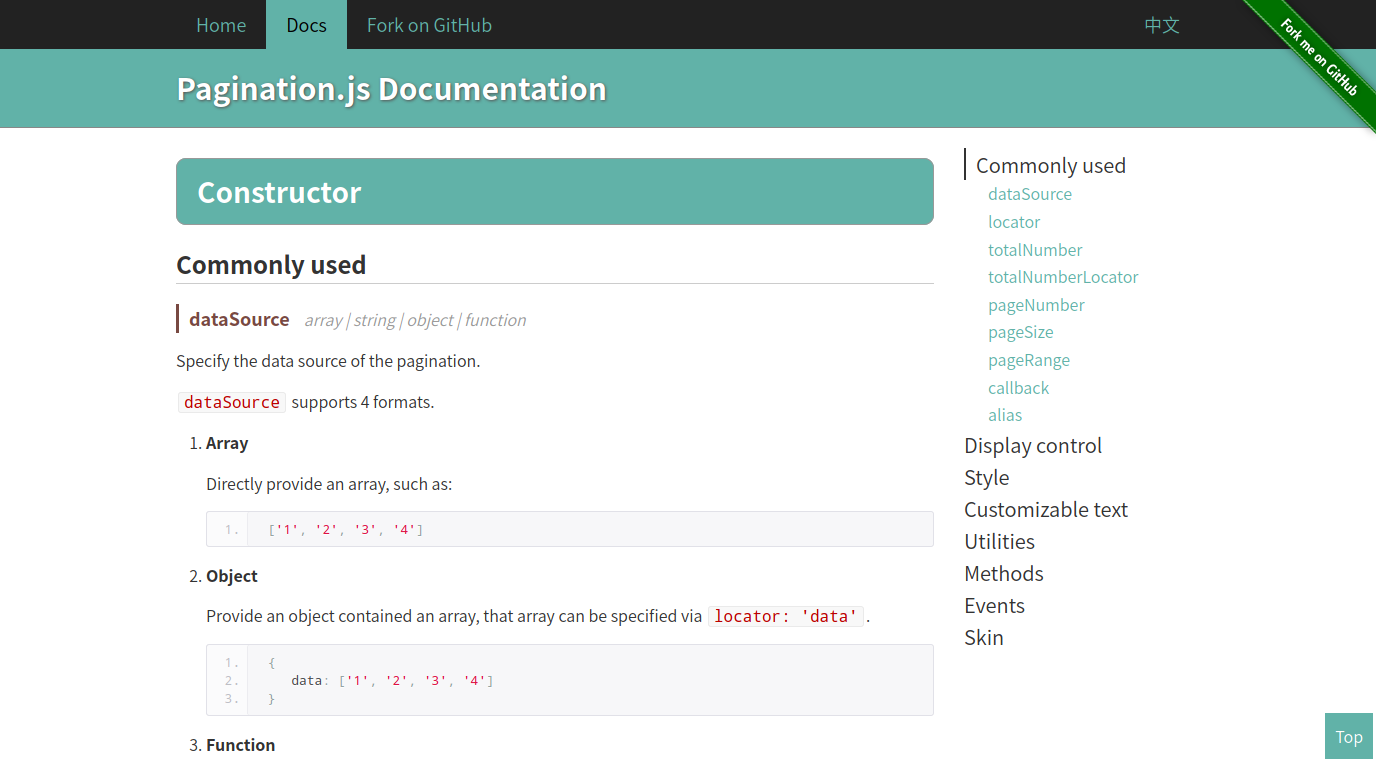 Home
Docs
Fork on GitHub
中文
Fork me on GitHub
Pagination.js Documentation
Constructor
Commonly used
dataSource array | string | object | function
Specify the data source of the pagination.
dataSource supports 4 formats.
1. Array
Directly provide an array, such as:
1. ['1', '2', '3', '4']
2. Object
Provide an object contained an array, that array can be specified via locator: 'data' .
1. {
2. data: ['1', '2', '3', '4']
3. }
3. Function
Commonly used
dataSource
locator
totalNumber
totalNumberLocator
pageNumber
pageSize
pageRange
callback
alias
Display control
Style
Customizable text
Utilities
Methods
Events
Skin
Top